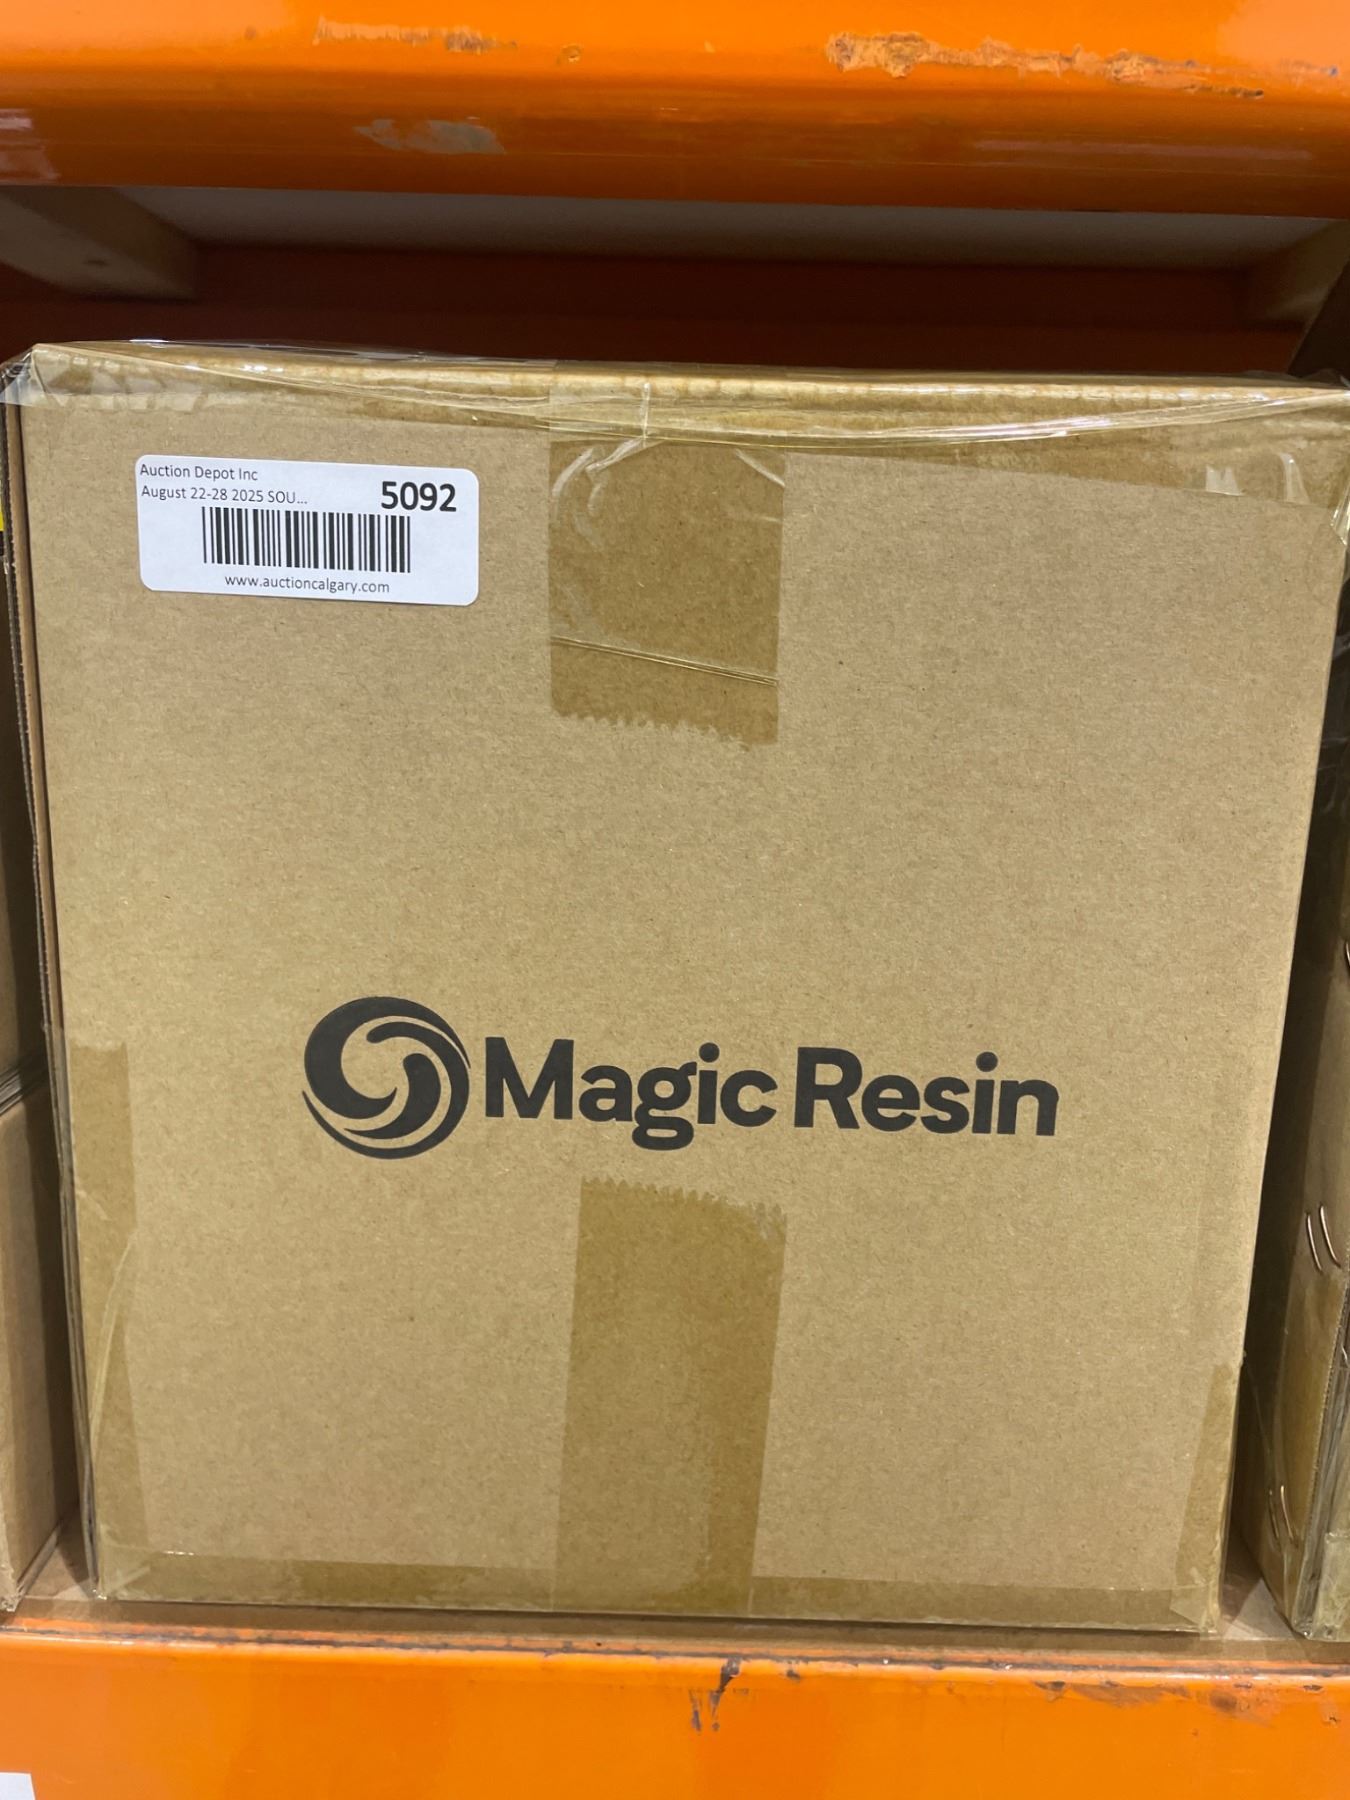 Auction Depot Inc
August 22-28 2025 SOU... 5092
www.auctioncalgary.com
Magic Resin